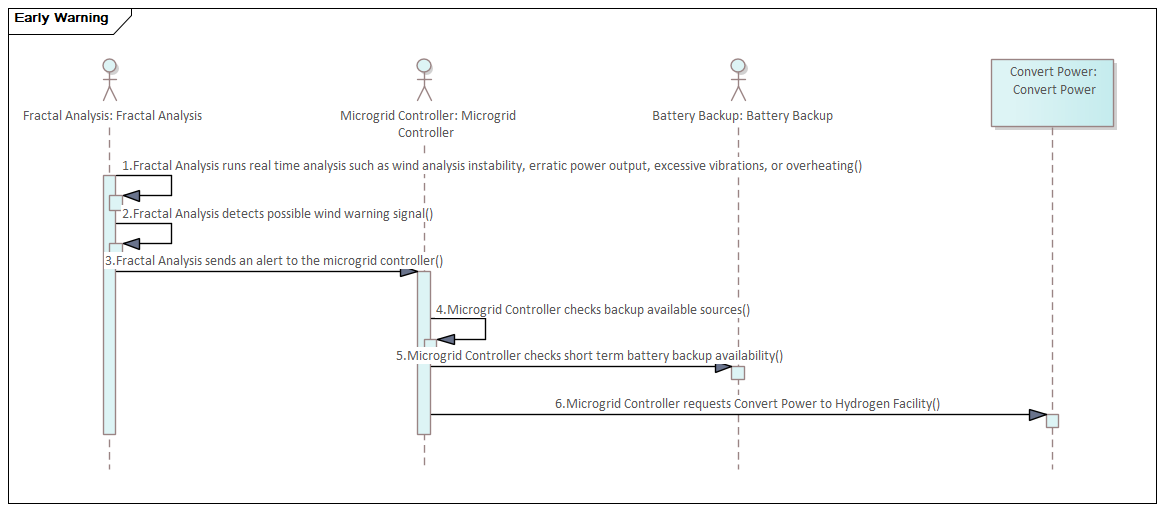 Early Warning
Fractal Analysis: Fractal Analysis
Microgrid Controller: Microgrid
Controller
Battery Backup: Battery Backup
Convert Power:
Convert Power
1.Fractal Analysis runs real time analysis such as wind analysis instability, erratic power output, excessive vibrations, or overheating()
2.Fractal Analysis detects possible wind warning signal()
3.Fractal Analysis sends an alert to the microgrid controller()
4.Microgrid Controller checks backup available sources()
5.Microgrid Controller checks short term battery backup availability()
6.Microgrid Controller requests Convert Power to Hydrogen Facility()